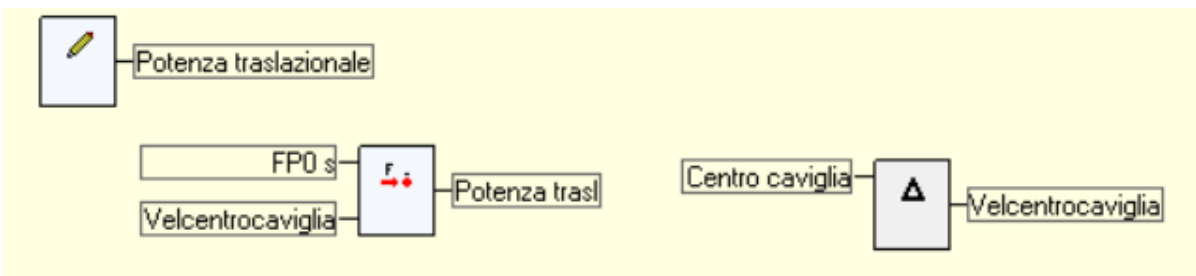 Potenza traslazionale
FP0 s
F
Velcentrocaviglia
Potenza trasl
Centro caviglia
Δ
Velcentrocaviglia